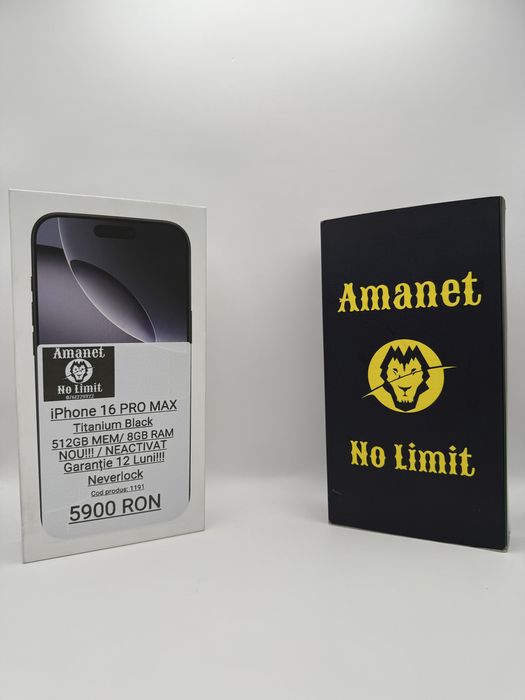 Amanet
No Limit
iPhone 16 PRO MAX
Titanium Black
512GB MEM/ 8GB RAM
NOU!!! / NEACTIVAT
Garanție 12 Luni!!!
Neverlock
Cod produs: 1191
5900 RON
Amanet
No Limit